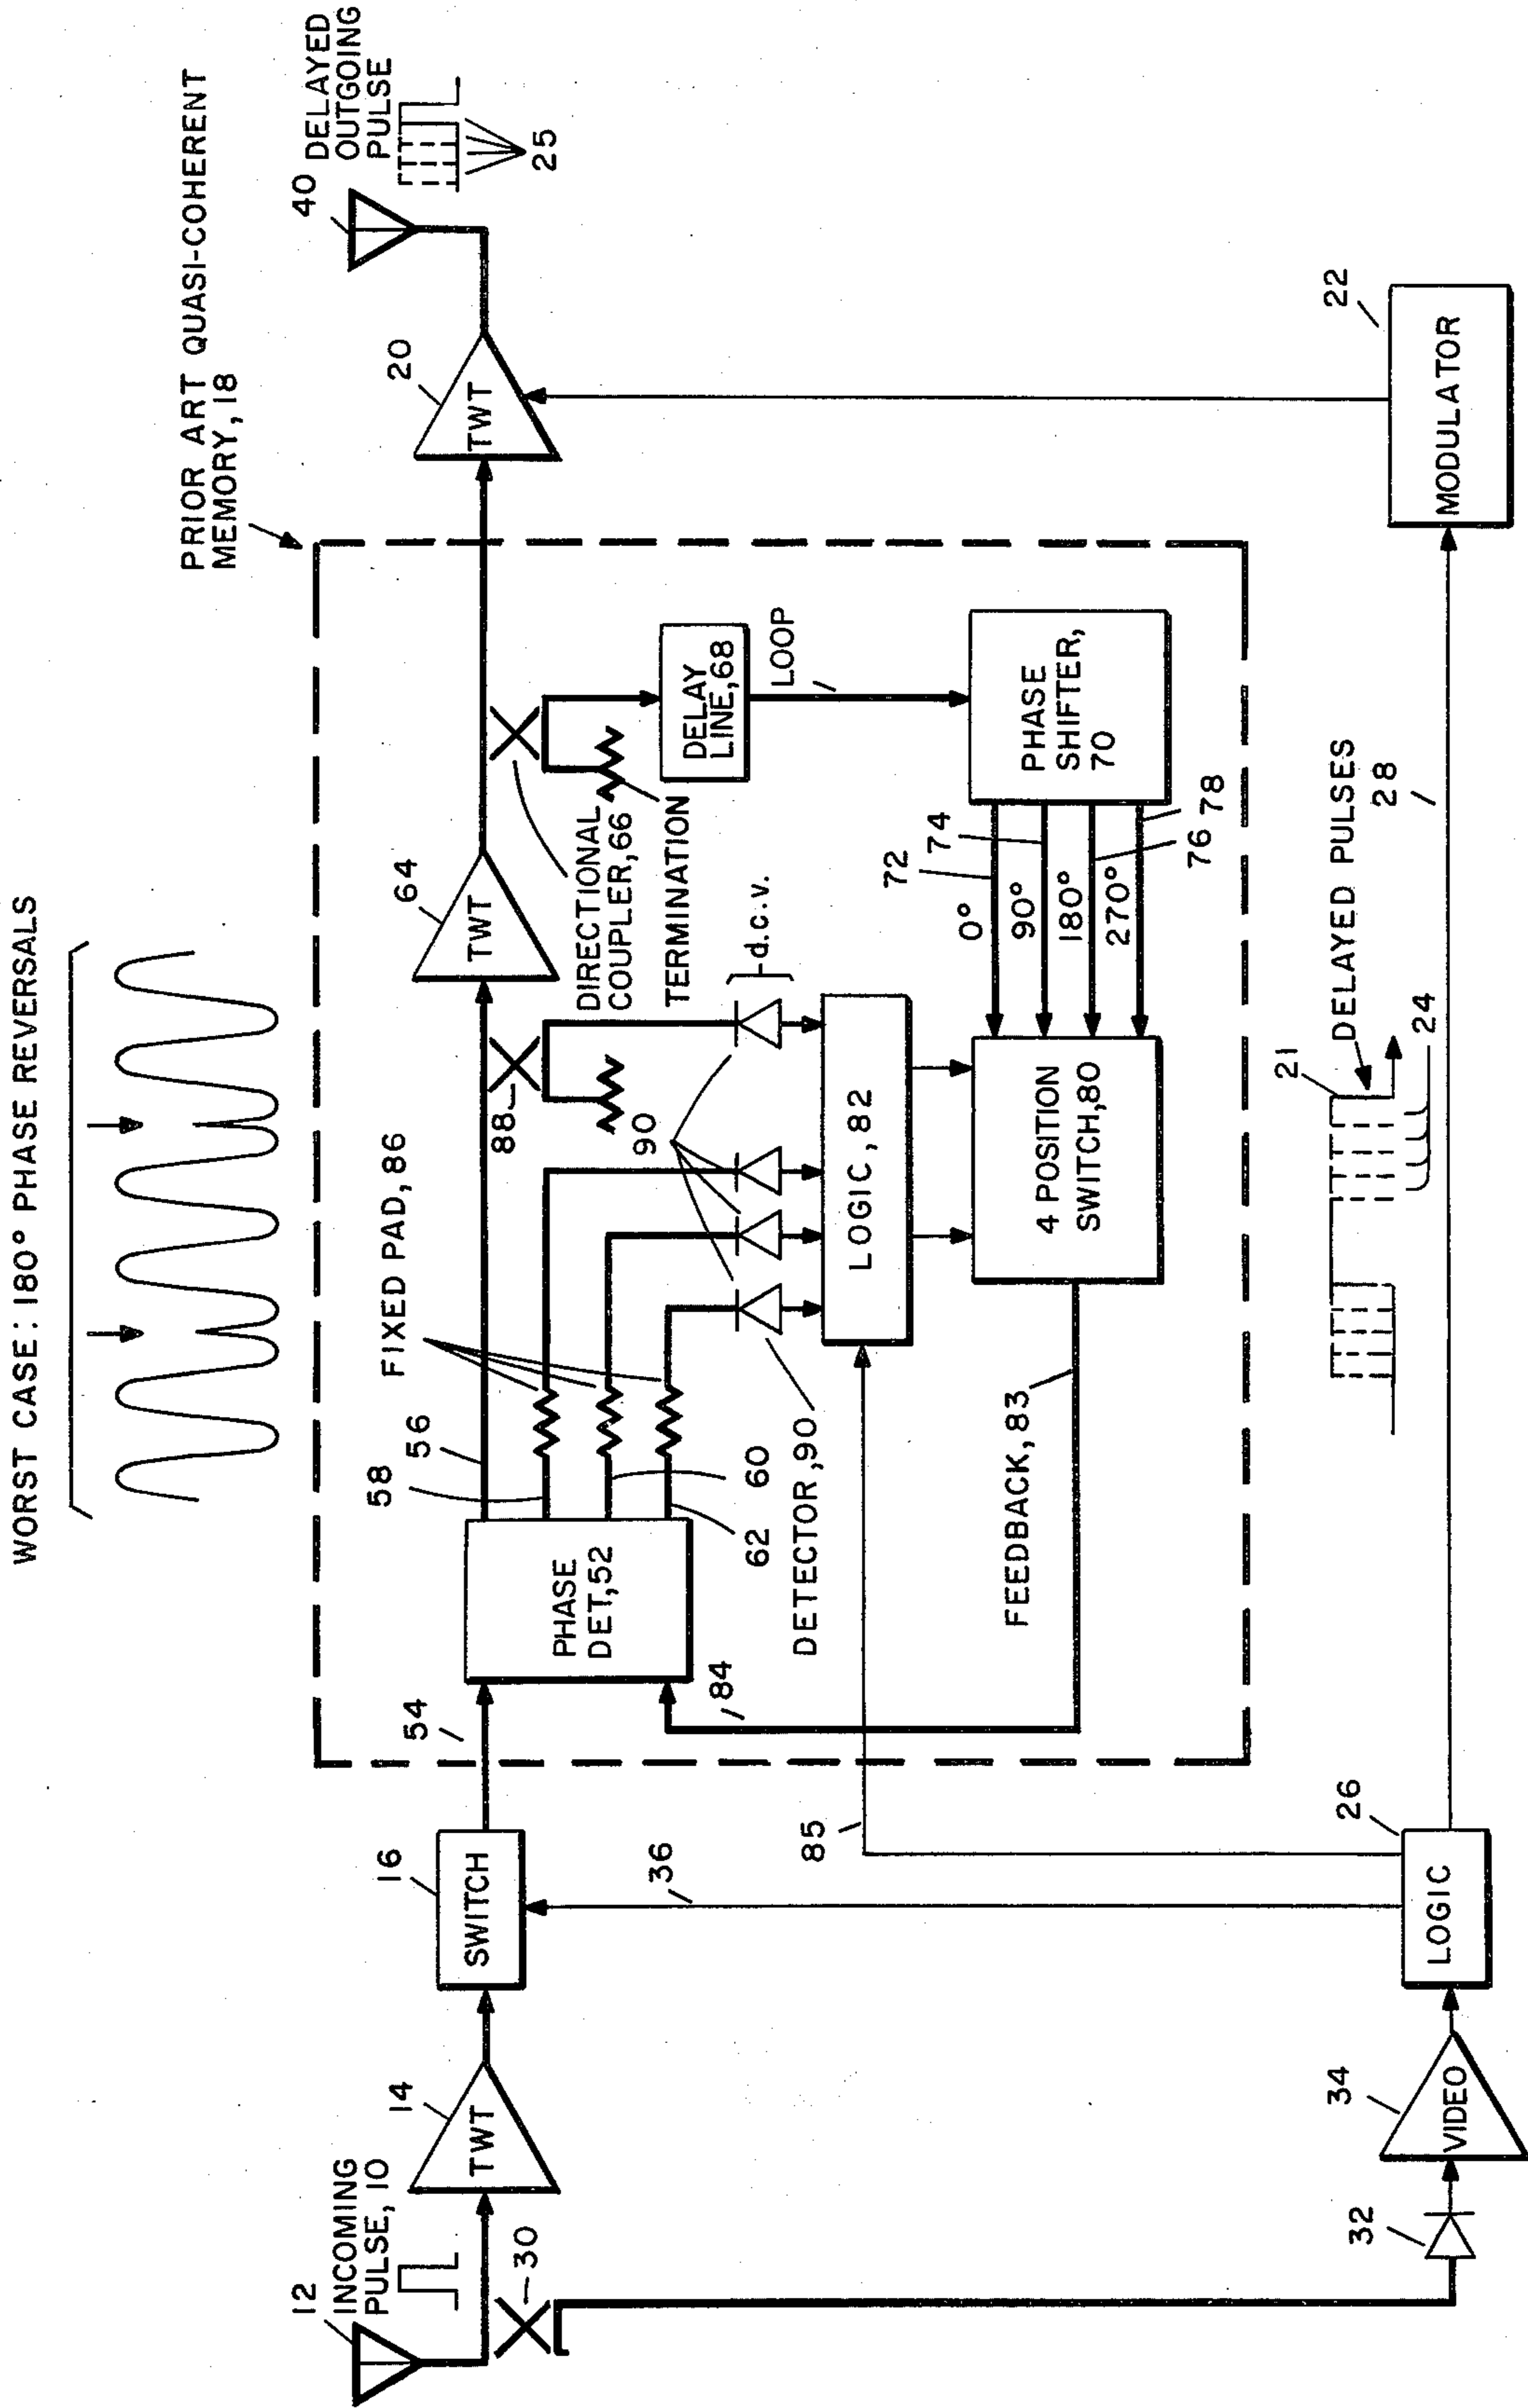 WORST CASE: 180° PHASE REVERSALS
PRIOR ART QUASI-COHERENT
MEMORY, 18
12
INCOMING
PULSE, 10
30
14
TWT
16
SWITCH
54
PHASE
DET, 52
58
56
60
62
FIXED PAD, 86
88
64
TWT
DIRECTIONAL
COUPLER, 66
TERMINATION
20
TWT
40
DELAYED
OUTGOING
PULSE
25
DELAY
LINE, 68
LOOP
DETECTOR, 90
90
d.c.v.
LOGIC, 82
84
85
36
FEEDBACK, 83
4 POSITION
SWITCH, 80
72
74
0°
90°
180°
270°
76
78
PHASE
SHIFTER,
70
32
34
VIDEO
26
LOGIC
21
DELAYED PULSES
24
28
22
MODULATOR